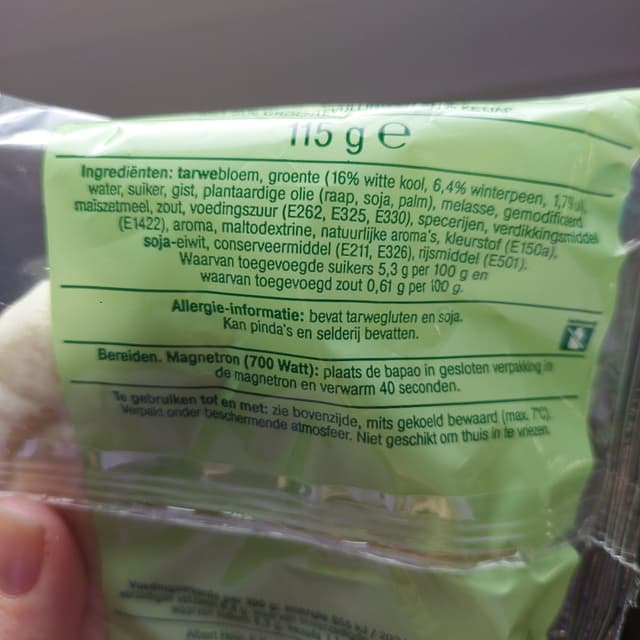 115 g ℮
Ingrediënten: tarwebloem, groente (16% witte kool, 6,4% winterpeen, 1,7%
water, suiker, gist, plantaardige olie (raap, soja, palm), melasse, gemodificeerd
maïszetmeel, zout, voedingszuur (E262, E325, E330), specerijen, verdikkingsmiddel
(E1422), aroma, maltodextrine, natuurlijke aroma's, kleurstof (E150a),
soja-eiwit, conserveermiddel (E211, E326), rijsmiddel (E501).
Waarvan toegevoegde suikers 5,3 g per 100 g en
waarvan toegevoegd zout 0,61 g per 100 g.
Allergie-informatie: bevat tarwegluten en soja.
Kan pinda's en selderij bevatten.
Bereiden. Magnetron (700 Watt): plaats de bapao in gesloten verpakking in
de magnetron en verwarm 40 seconden.
Te gebruiken tot en met: zie bovenzijde, mits gekoeld bewaard (max. 7°C).
Verpakt onder beschermende atmosfeer. Niet geschikt om thuis in te vriezen.